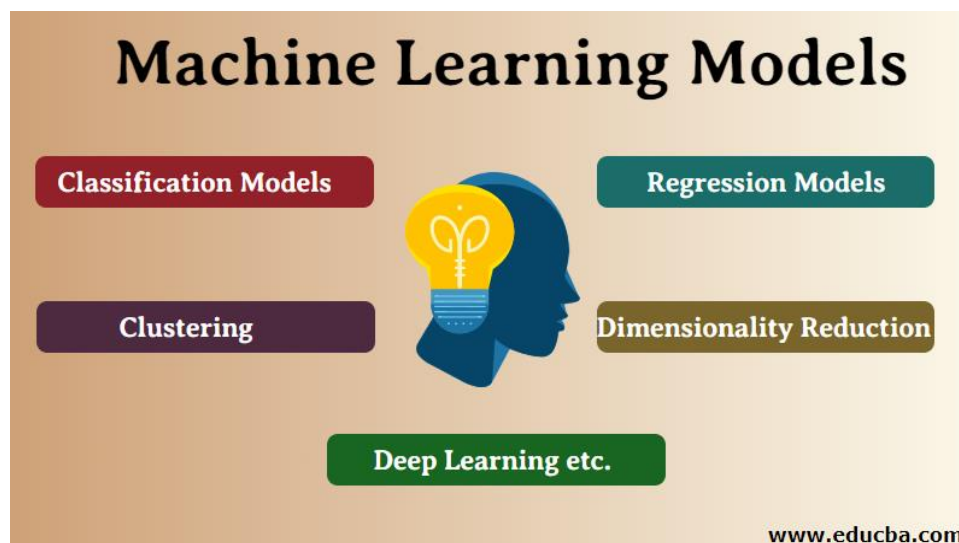 Machine Learning Models
Classification Models
Regression Models
Clustering
Dimensionality Reduction
Deep Learning etc.
www.educba.com